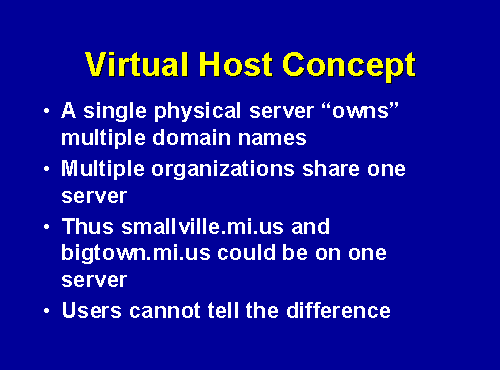 Virtual Host Concept
• A single physical server “owns”
multiple domain names
• Multiple organizations share one
server
• Thus smallville.mi.us and
bigtown.mi.us could be on one
server
• Users cannot tell the difference